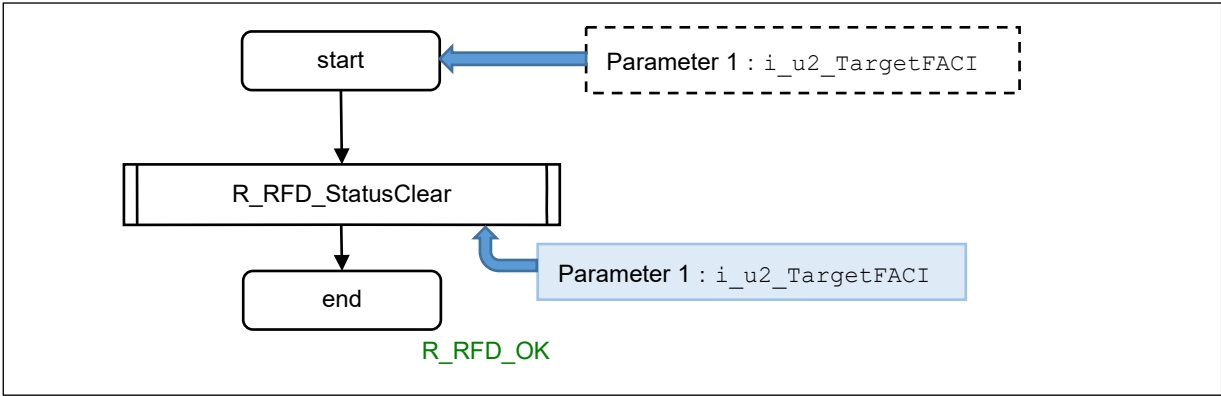 start
Parameter 1 : i_u2_TargetFACI
R_RFD_StatusClear
Parameter 1 : i_u2_TargetFACI
end
R_RFD_OK